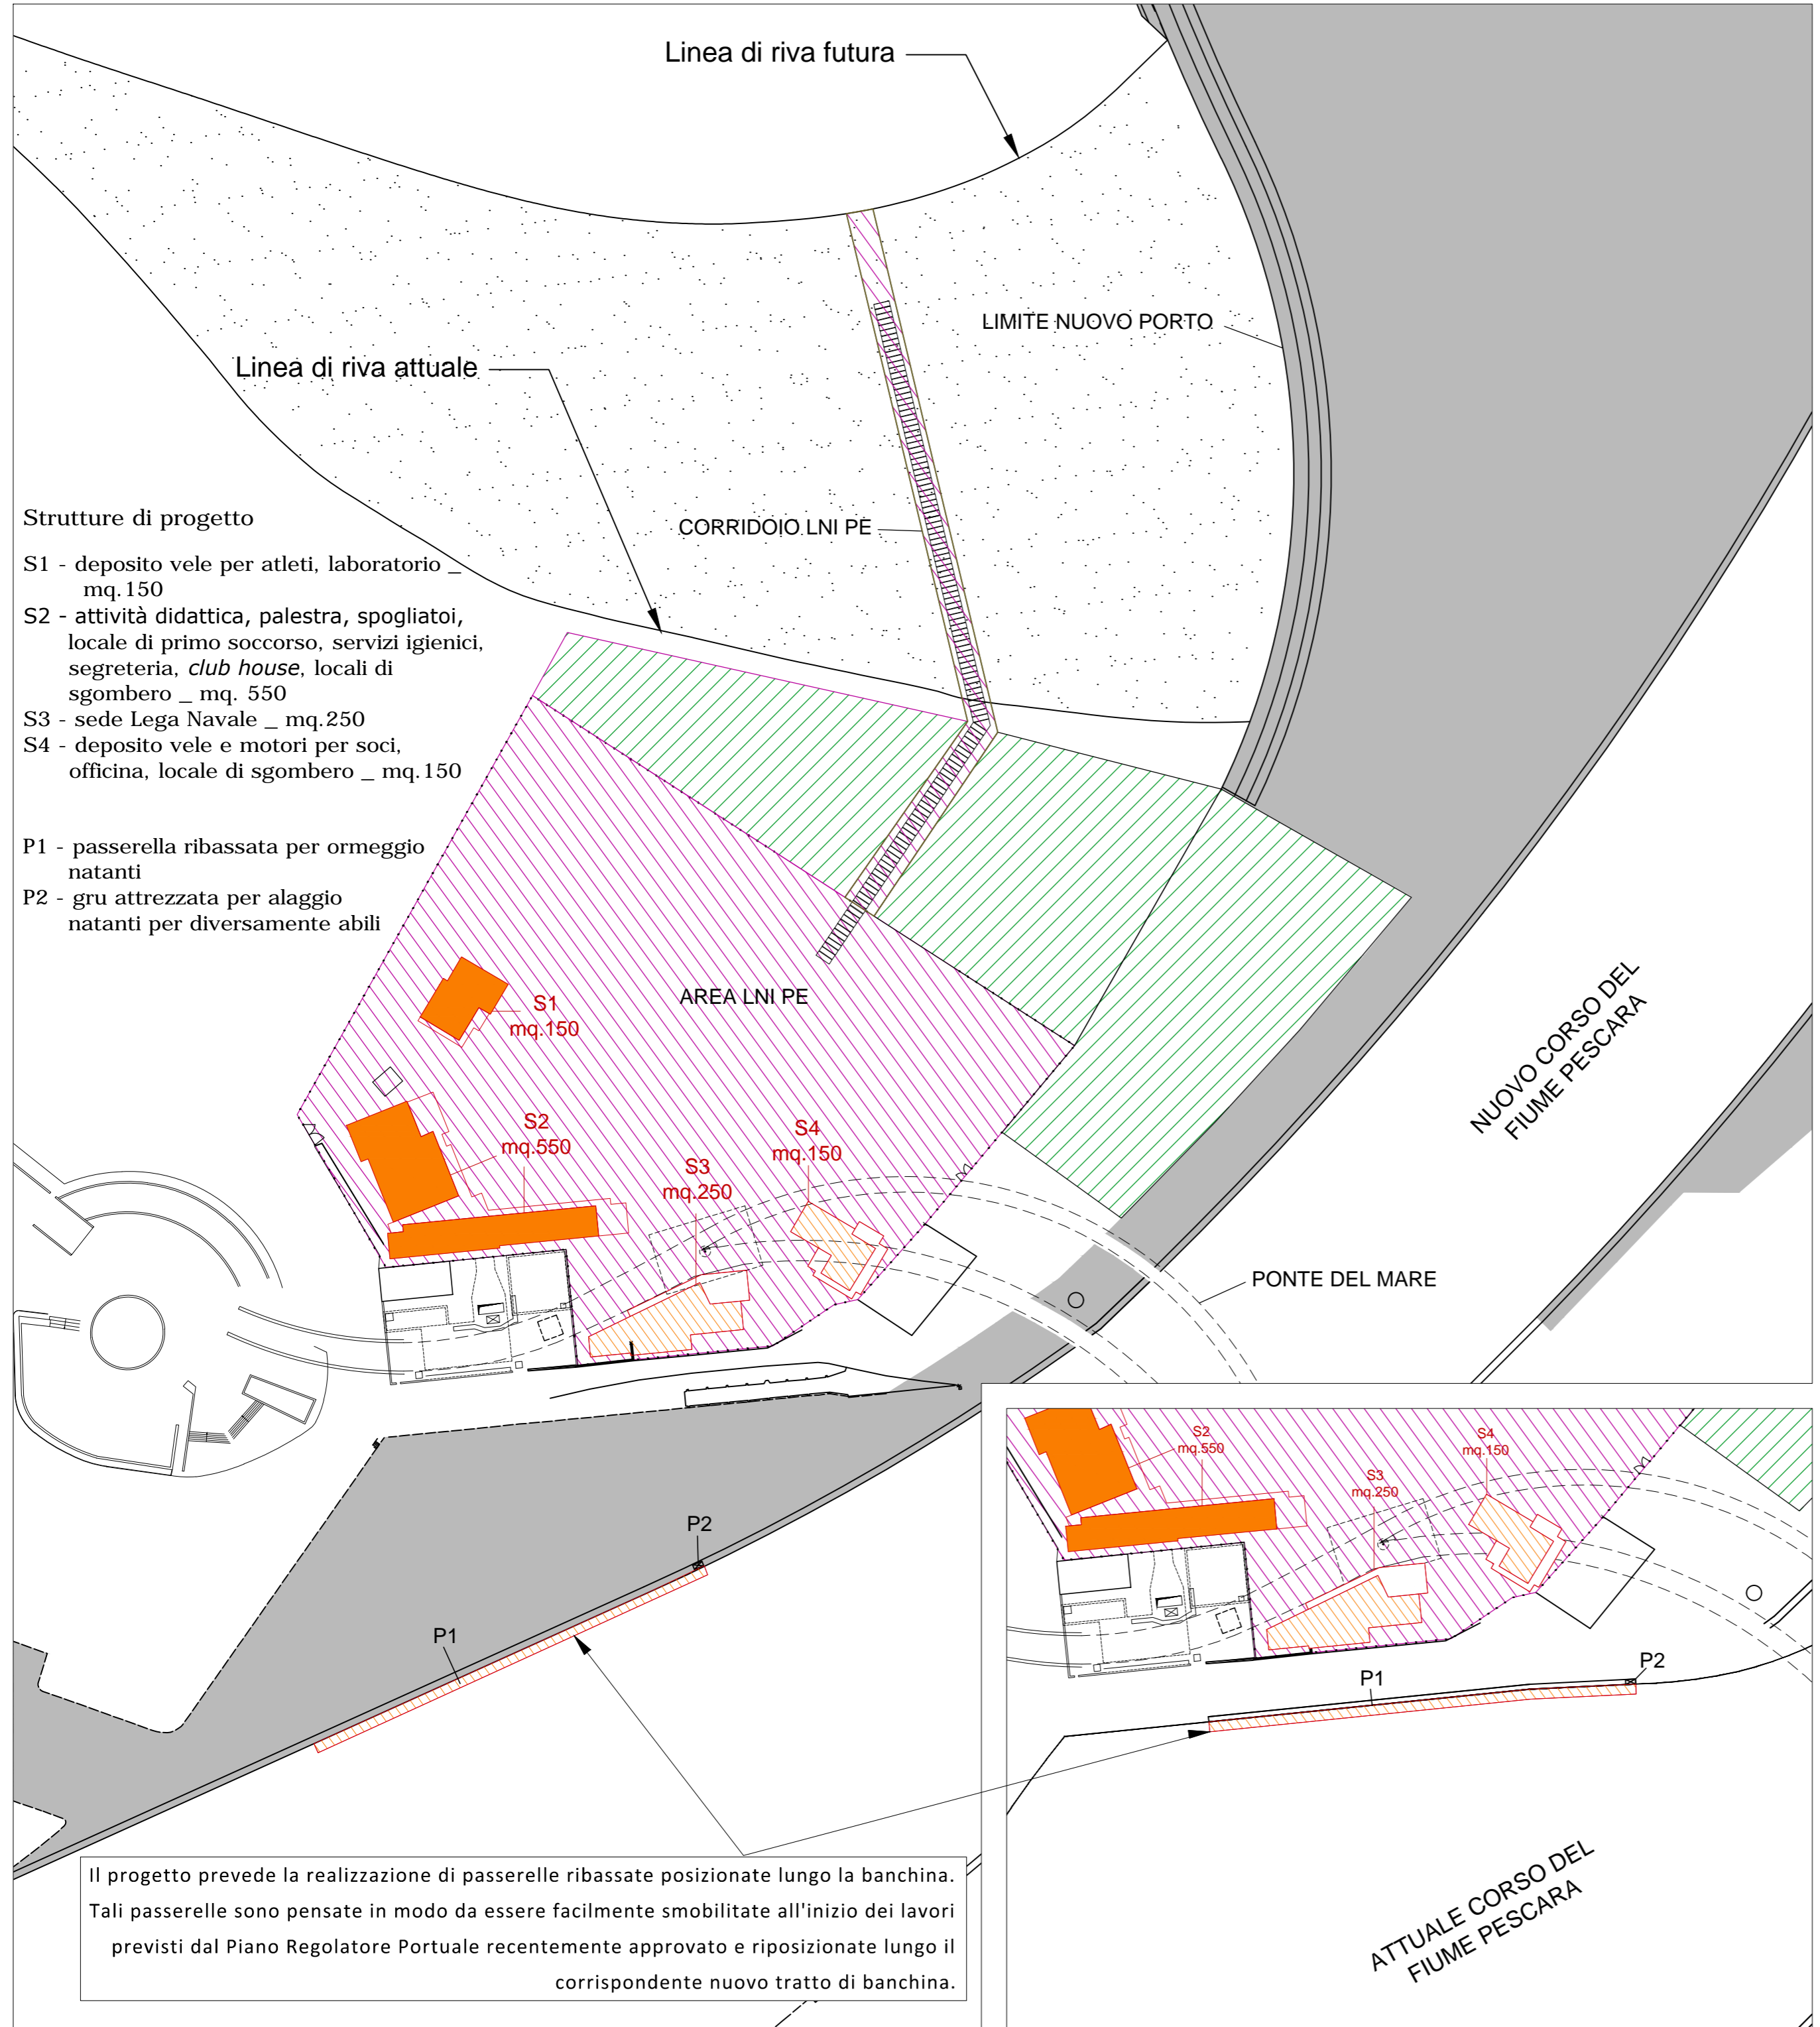 Linea di riva futura
LIMITE NUOVO PORTO
Linea di riva attuale
CORRIDOIO LNI PE
Strutture di progetto
S1 - deposito vele per atleti, laboratorio _
mq.150
S2 - attività didattica, palestra, spogliatoi,
locale di primo soccorso, servizi igienici,
segreteria, club house, locali di
sgombero _ mq. 550
S3 - sede Lega Navale _ mq.250
S4 - deposito vele e motori per soci,
officina, locale di sgombero _ mq.150
P1 - passerella ribassata per ormeggio
natanti
P2 - gru attrezzata per alaggio
natanti per diversamente abili
AREA LNI PE
S1
mq.150
S2
mq.550
S3
mq.250
S4
mq.150
NUOVO CORSO DEL
FIUME PESCARA
PONTE DEL MARE
P2
P1
S2
mq.550
S4
mq.150
S3
mq.250
P2
P1
ATTUALE CORSO DEL
FIUME PESCARA
Il progetto prevede la realizzazione di passerelle ribassate posizionate lungo la banchina.
Tali passerelle sono pensate in modo da essere facilmente smobilitate all'inizio dei lavori
previsti dal Piano Regolatore Portuale recentemente approvato e riposizionate lungo il
corrispondente nuovo tratto di banchina.